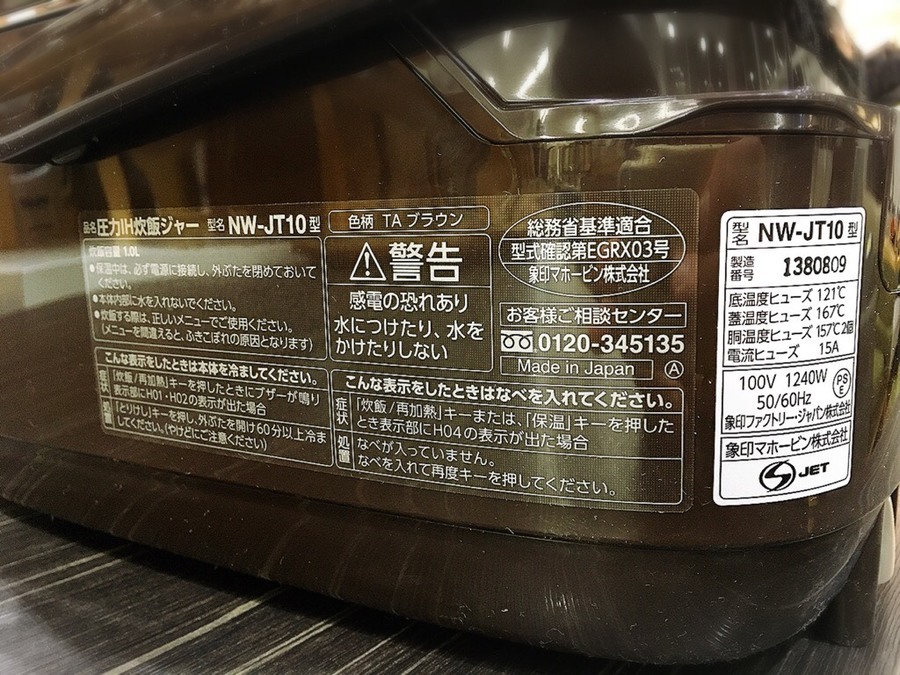 品名 圧力IH炊飯ジャー 型名 NW-JT10型
炊飯容量 1.0L
●保温中は、必ず電源に接続し、外ぶたを閉めておいて
ください。
●本体内部に水を入れないでください。
●炊飯する際は、正しいメニューでご使用ください。
(メニューを間違えると、ふきこぼれの原因となります)
色柄 TA ブラウン
警告
感電の恐れあり
水につけたり、水を
かけたりしない
総務省基準適合
型式確認第EGRX03号
象印マホービン株式会社
お客様ご相談センター
0120-345135
Made in Japan Ⓐ
こんな表示をしたときは本体を冷ましてください。
症状 「炊飯/再加熱」キーを押したときにブザーが鳴り
表示部にH01・H02の表示が出た場合
処置 「とりけし」キーを押し、外ぶたを開け60分以上冷ま
してください。(やけどにご注意ください)
こんな表示をしたときはなべを入れてください。
症状 「炊飯/再加熱」キーまたは、「保温」キーを押した
とき表示部にH04の表示が出た場合
処置 なべが入っていません。
なべを入れて再度キーを押してください。
型名 NW-JT10型
製造番号 1380809
底温度ヒューズ 121℃
蓋温度ヒューズ 167℃
胴温度ヒューズ 157℃2個
電流ヒューズ 15A
100V 1240W
50/60Hz
PSE
象印ファクトリー・ジャパン株式会社
象印マホービン株式会社
JET